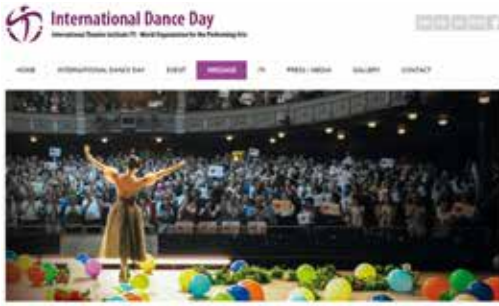 International Dance Day
International Theatre Institute ITI · World Organization for the Performing Arts
HOME INTERNATIONAL DANCE DAY EVENT MESSAGE ITI PRESS / MEDIA GALLERY CONTACT